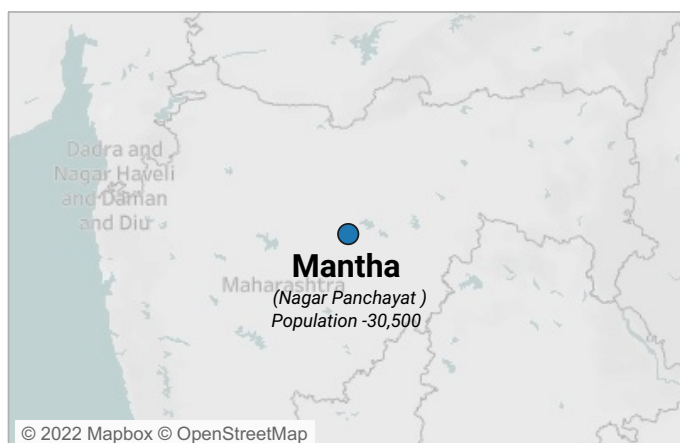 Dadra and
Nagar Haveli
and Daman
and Diu
Mantha
Maharashtra
(Nagar Panchayat )
Population -30,500
© 2022 Mapbox © OpenStreetMap